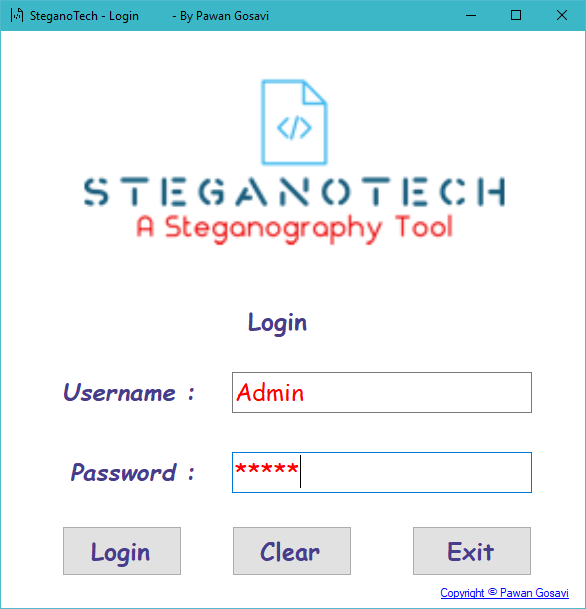 SteganoTech - Login - By Pawan Gosavi
</>
STEGANOTECH
A Steganography Tool
Login
Username : Admin
Password : *****
Login Clear Exit
Copyright © Pawan Gosavi